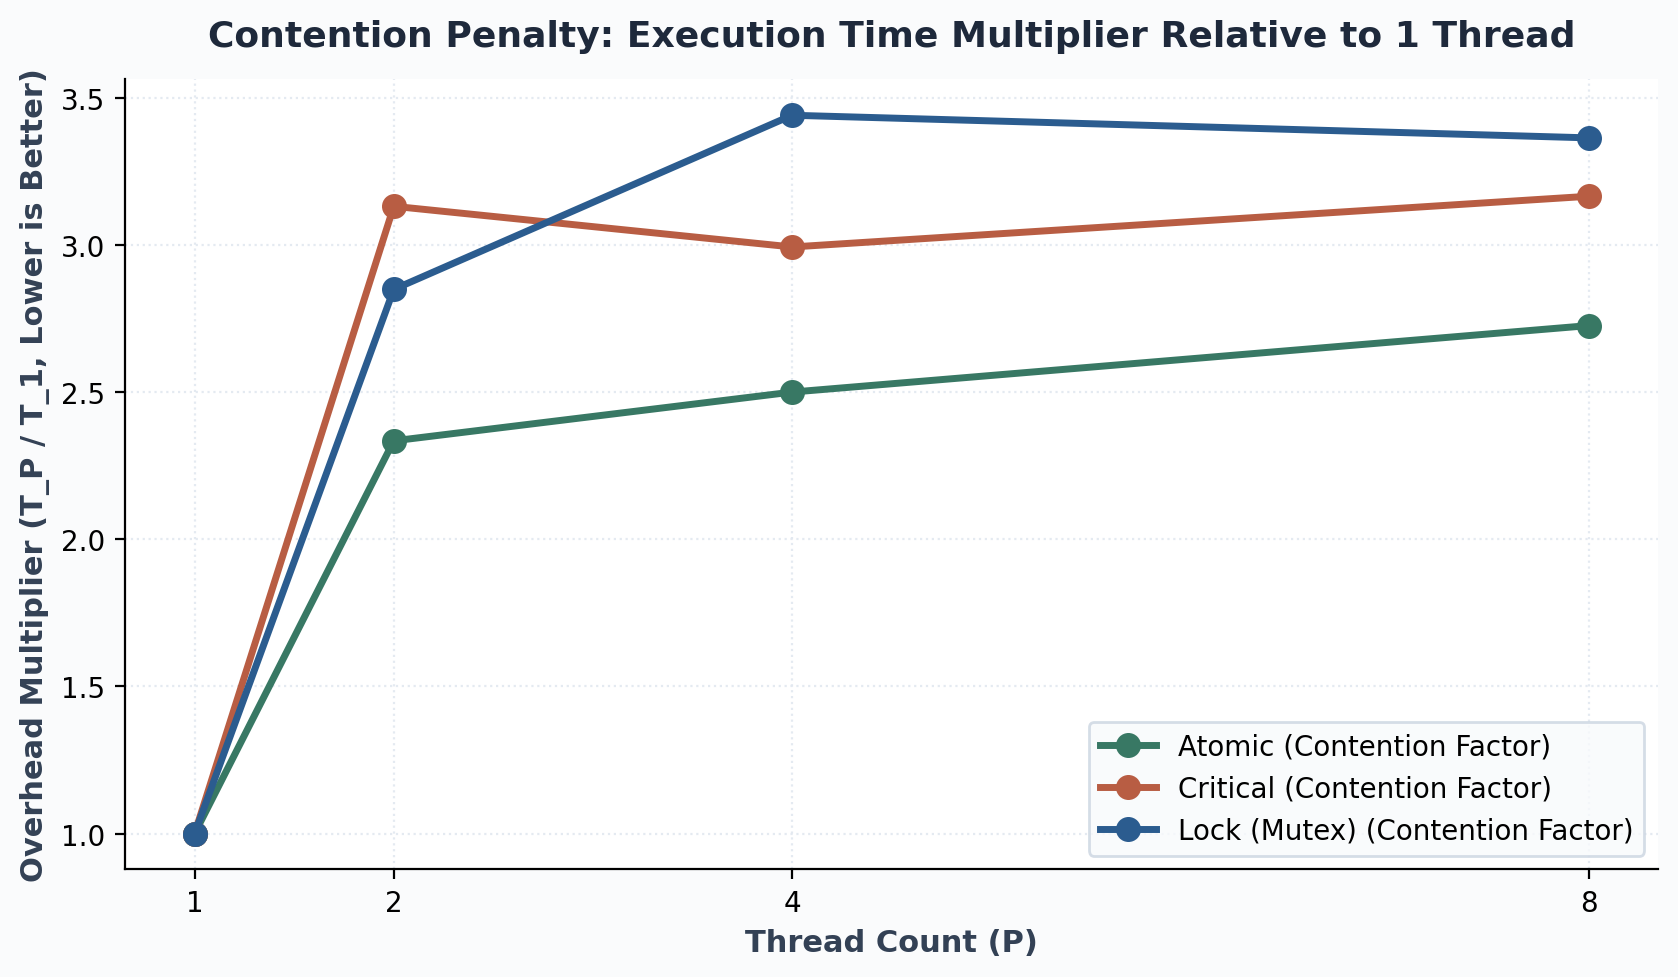 Contention Penalty: Execution Time Multiplier Relative to 1 Thread
Overhead Multiplier (T_P / T_1, Lower is Better)
3.5
3.0
2.5
2.0
1.5
1.0
Atomic (Contention Factor)
Critical (Contention Factor)
Lock (Mutex) (Contention Factor)
1 2 4 8
Thread Count (P)